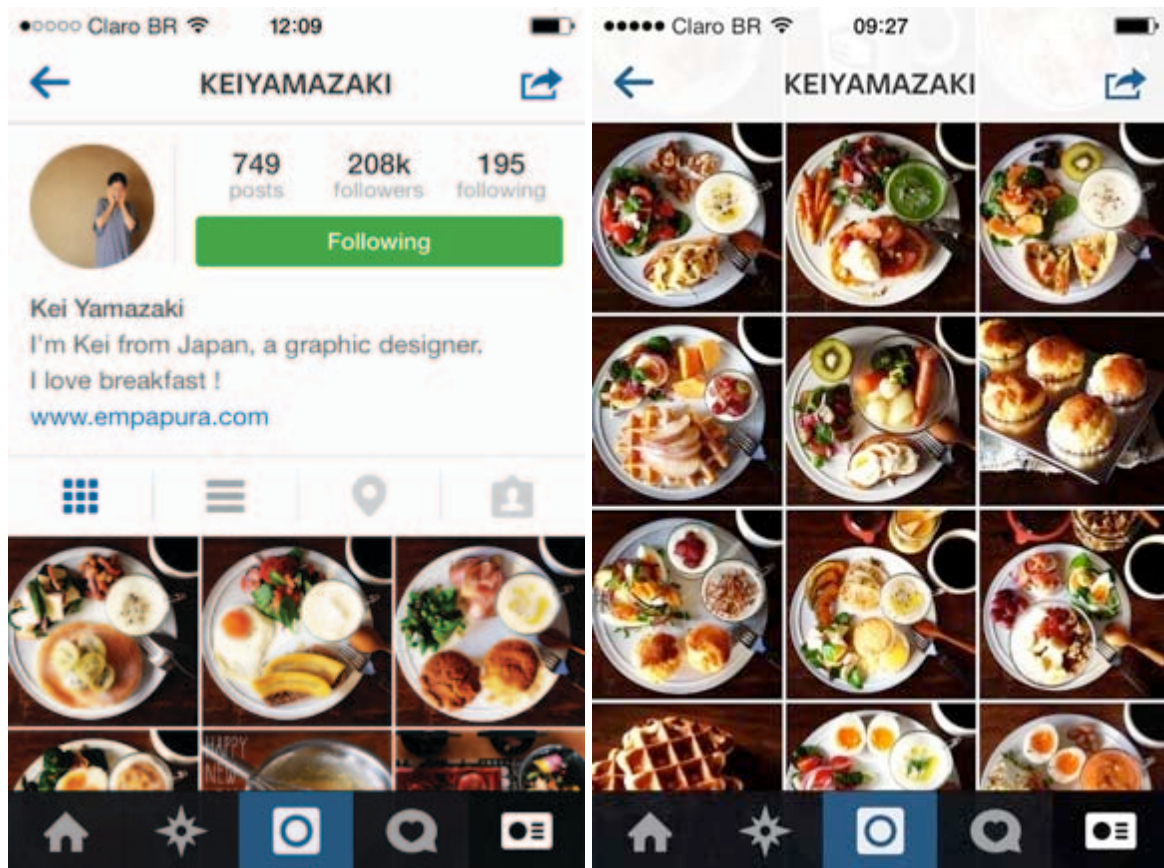 Claro BR 12:09
KEIYAMAZAKI
749 208k 195
posts followers following
Following
Kei Yamazaki
I'm Kei from Japan, a graphic designer.
I love breakfast !
www.empapura.com
HAPPY
NEW
Claro BR 09:27
KEIYAMAZAKI